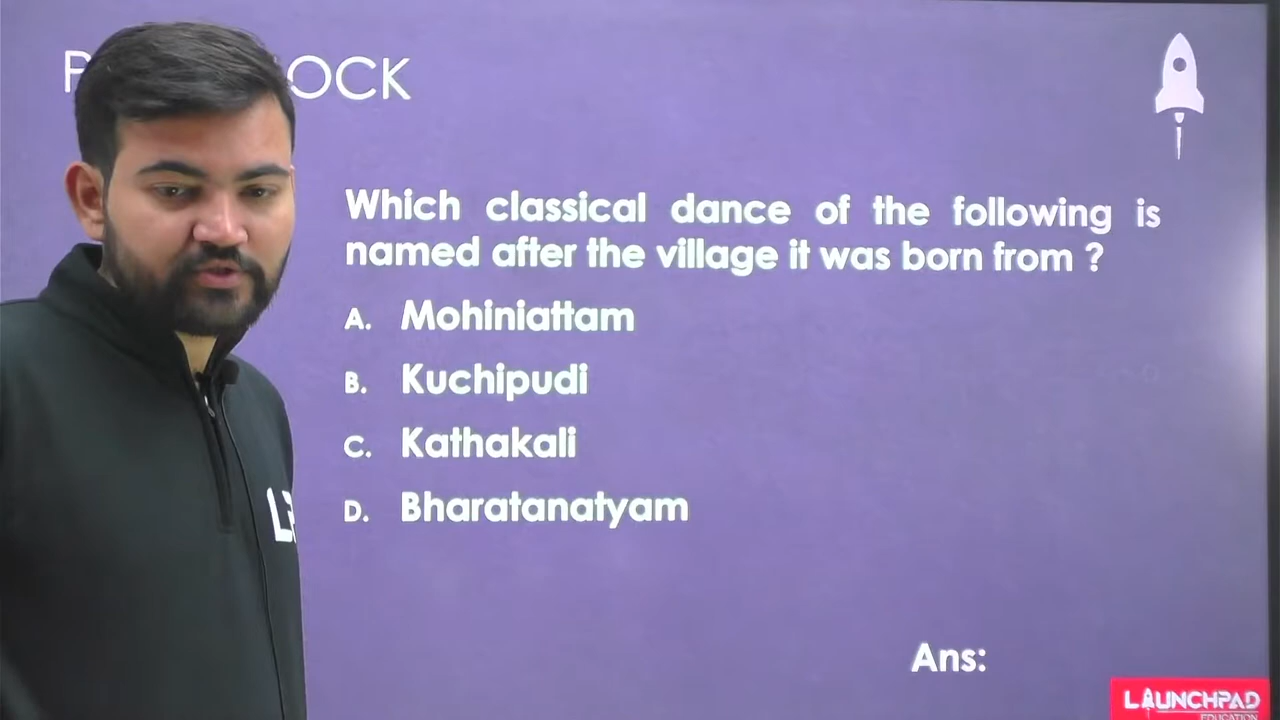 OCK
Which classical dance of the following is
named after the village it was born from ?
A. Mohiniattam
B. Kuchipudi
C. Kathakali
D. Bharatanatyam
Ans:
LAUNCHPAD
EDUCATION